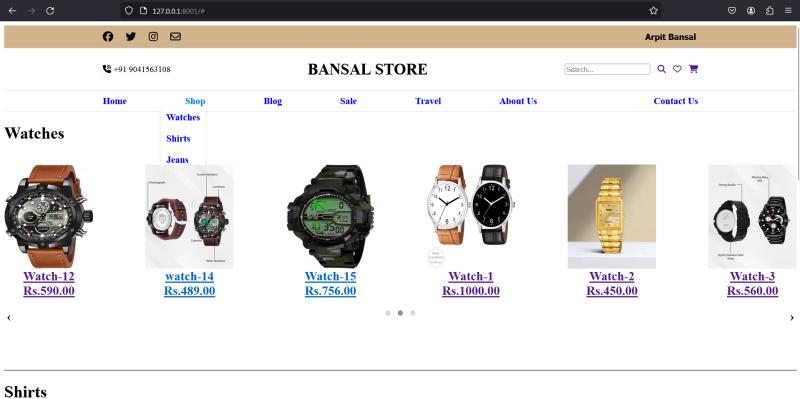 127.0.0.1:8001/#
Arpit Bansal
+91 9041563108
BANSAL STORE
Search...
Home Shop Blog Sale Travel About Us Contact Us
Watches
Shirts
Jeans
Watches
Watch-12
Rs.590.00
watch-14
Rs.489.00
Watch-15
Rs.756.00
Watch-1
Rs.1000.00
Watch-2
Rs.450.00
Watch-3
Rs.560.00
Shirts